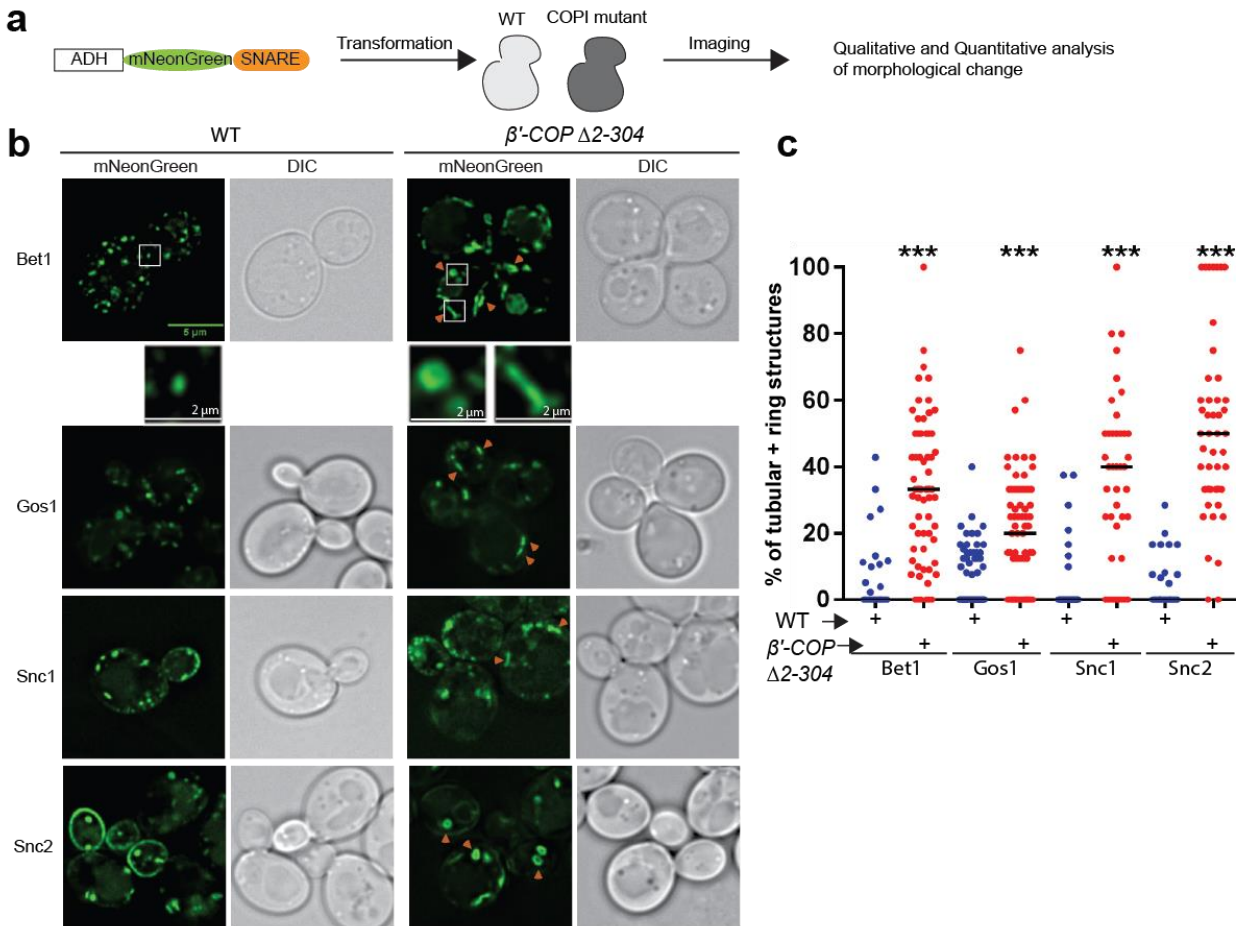 a
ADH mNeonGreen SNARE
Transformation
WT
COPI mutant
Imaging
Qualitative and Quantitative analysis
of morphological change
b
WT
β'-COP Δ2-304
mNeonGreen
DIC
mNeonGreen
DIC
Bet1
5 μm
2 μm
2 μm
2 μm
Gos1
Snc1
Snc2
c
% of tubular + ring structures
100
80
60
40
20
0
*** *** *** ***
WT + + + +
β'-COP + + + +
Δ2-304
Bet1 Gos1 Snc1 Snc2